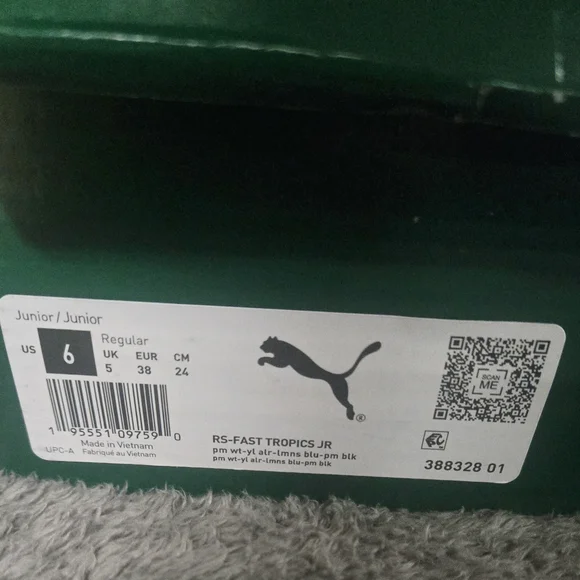 Junior / Junior
US 6 Regular
UK EUR CM
5 38 24
1 95551 09759 0
Made in Vietnam
UPC-A Fabriqué au Vietnam
®
RS-FAST TROPICS JR
pm wt-yl alr-lmns blu-pm blk
pm wt-yl alr-lmns blu-pm blk
SCAN
ME
388328 01